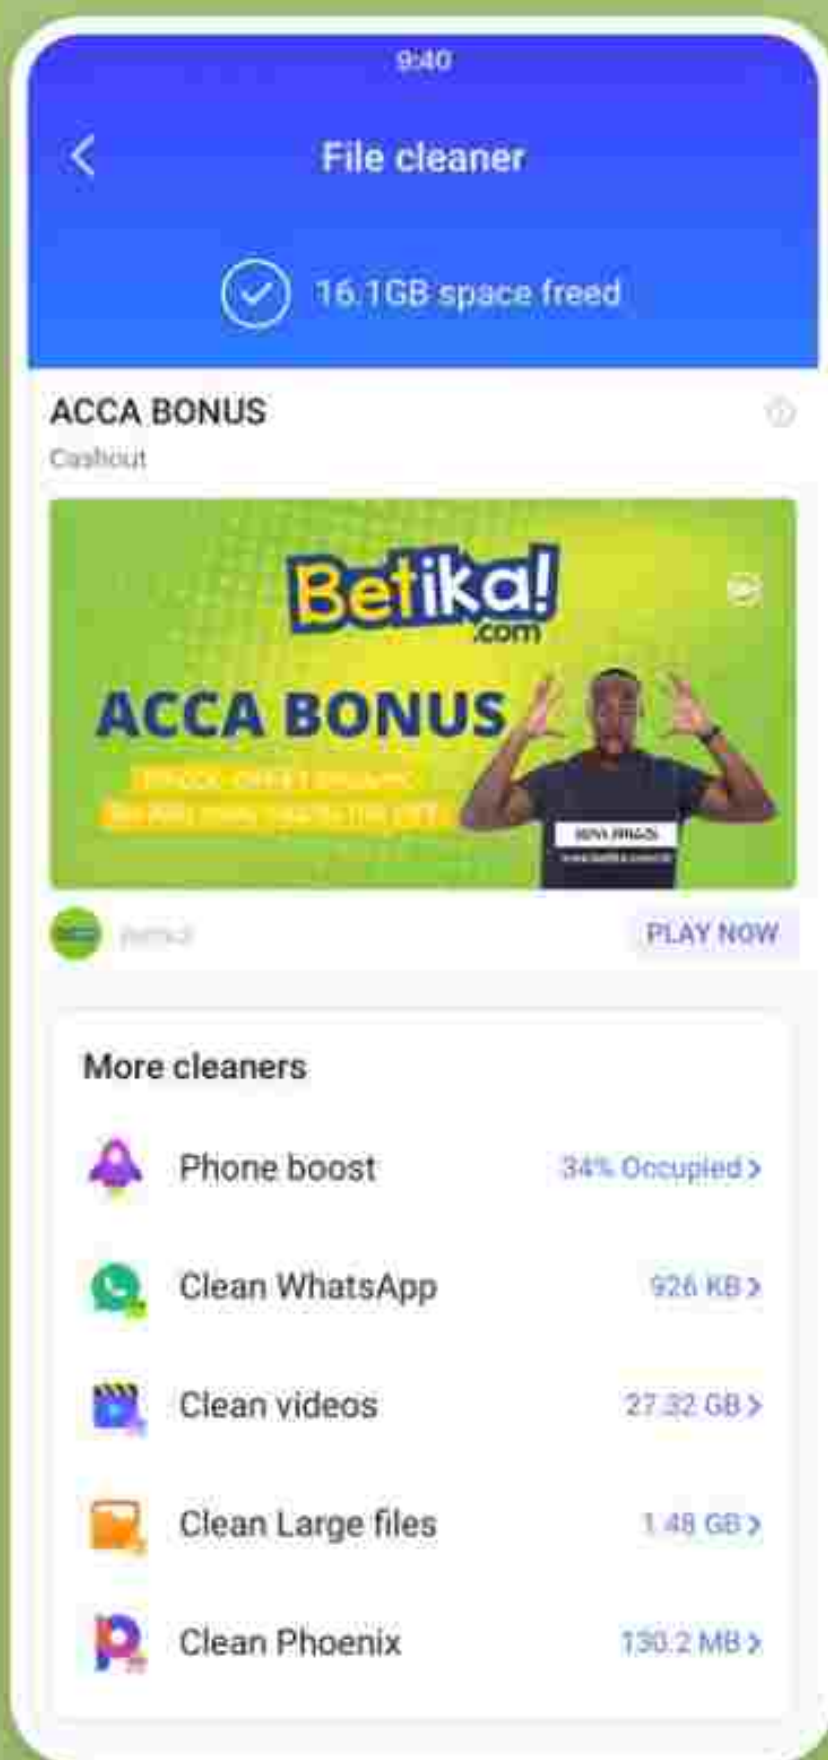 9:40
File cleaner
16.1GB space freed
ACCA BONUS
Cashout
Betika!
.com
ACCA BONUS
PLAY NOW
More cleaners
Phone boost
34% Occupied >
Clean WhatsApp
926 KB >
Clean videos
27.32 GB >
Clean Large files
1.48 GB >
Clean Phoenix
130.2 MB >